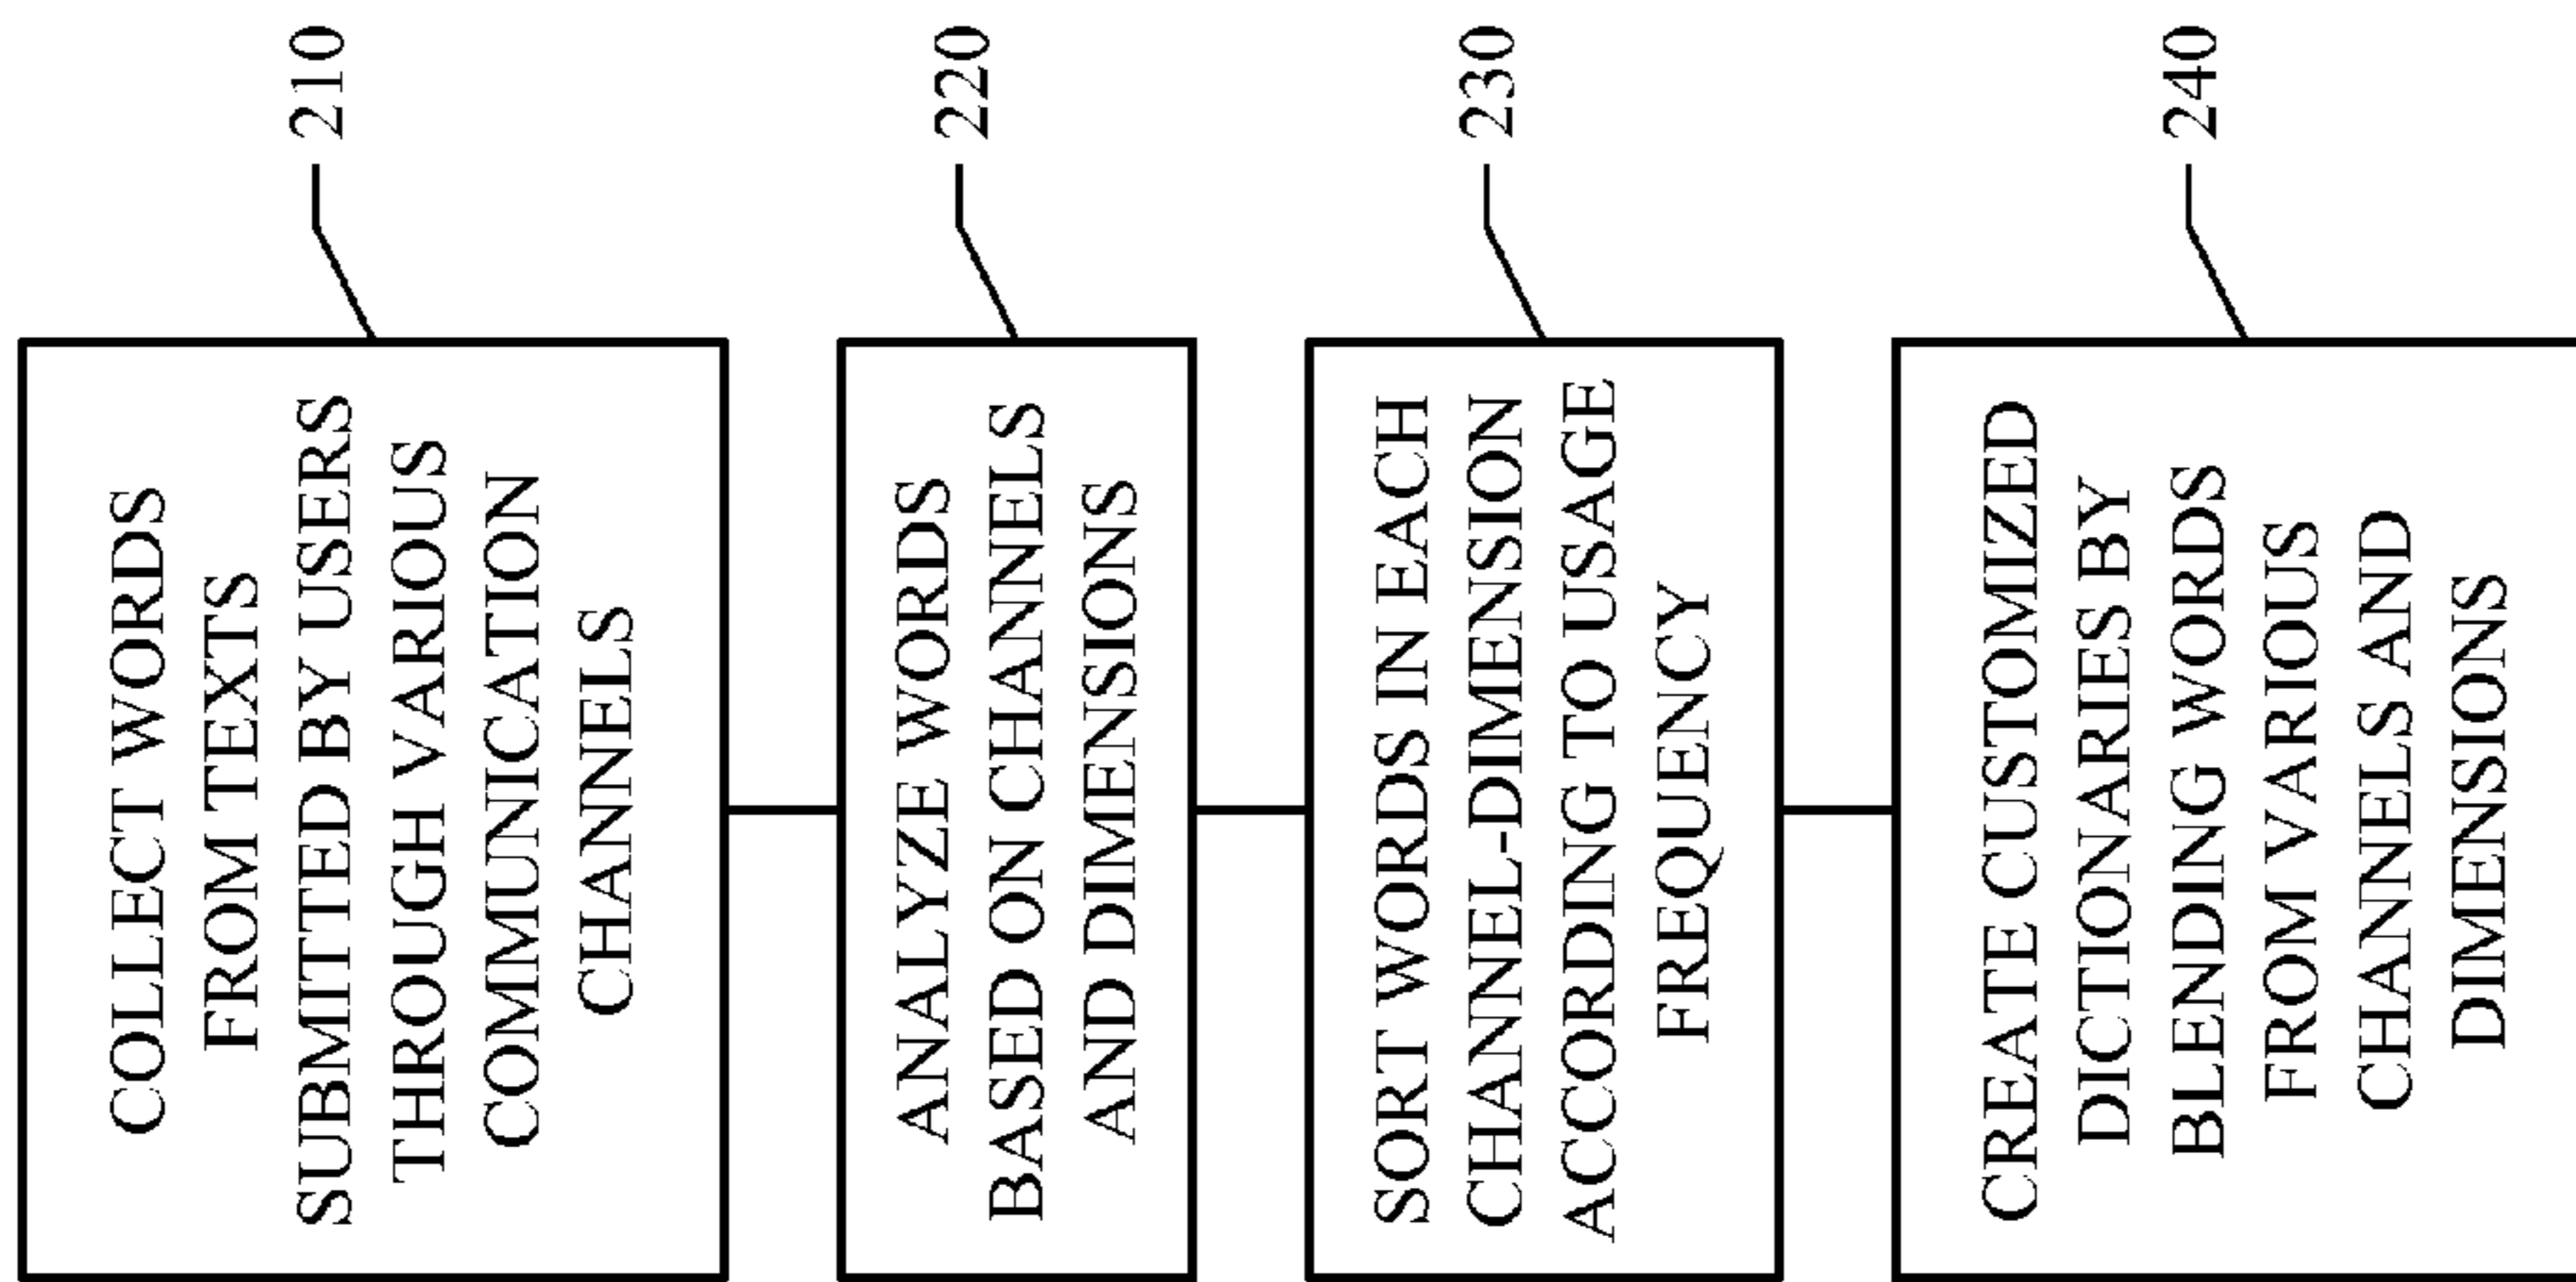 COLLECT WORDS
FROM TEXTS
SUBMITTED BY USERS
THROUGH VARIOUS
COMMUNICATION
CHANNELS
210
ANALYZE WORDS
BASED ON CHANNELS
AND DIMENSIONS
220
SORT WORDS IN EACH
CHANNEL-DIMENSION
ACCORDING TO USAGE
FREQUENCY
230
CREATE CUSTOMIZED
DICTIONARIES BY
BLENDING WORDS
FROM VARIOUS
CHANNELS AND
DIMENSIONS
240